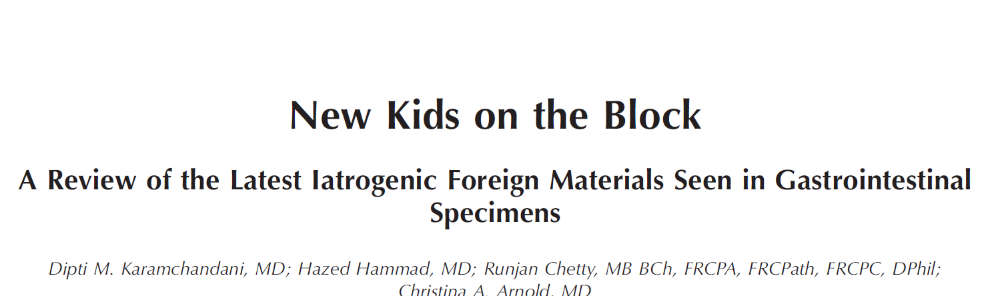 New Kids on the Block
A Review of the Latest Iatrogenic Foreign Materials Seen in Gastrointestinal
Specimens
Dipti M. Karamchandani, MD; Hazed Hammad, MD; Runjan Chetty, MB BCh, FRCPA, FRCPath, FRCPC, DPhil;
Christina A. Arnold, MD